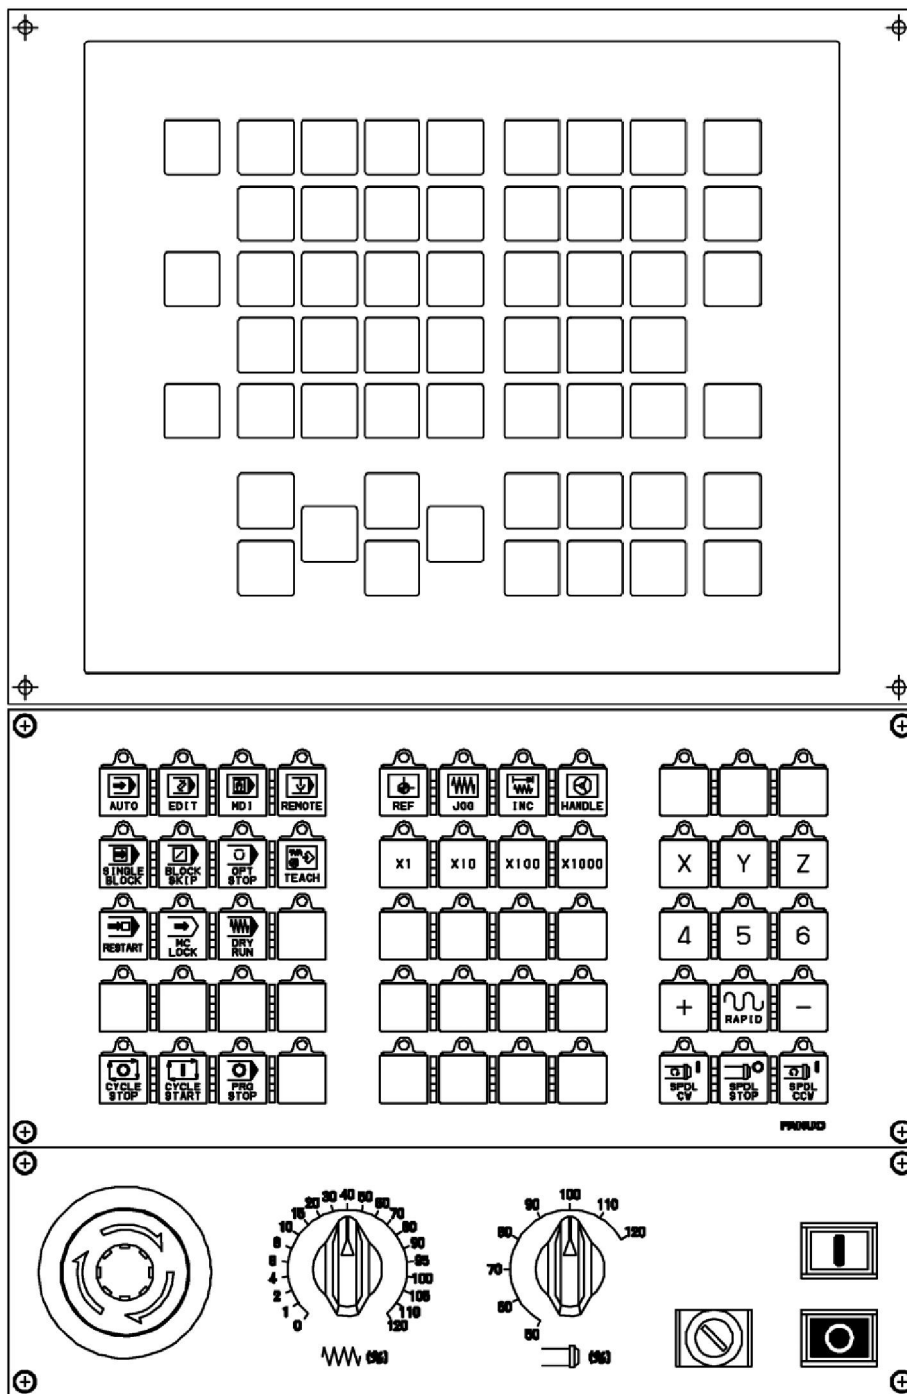 AUTO EDIT MDI REMOTE REF JOG INC HANDLE
SINGLE BLOCK BLOCK SKIP OPT STOP TEACH X1 X10 X100 X1000 X Y Z
RESTART MC LOCK DRY RUN 4 5 6
+ RAPID -
CYCLE STOP CYCLE START PRG STOP SPDL CW SPDL STOP SPDL CCW
FANUC
0 1 2 4 6 8 10 15 20 30 40 50 60 70 80 90 95 100 105 110 120
(%)
50 60 70 80 90 100 110 120
(%)